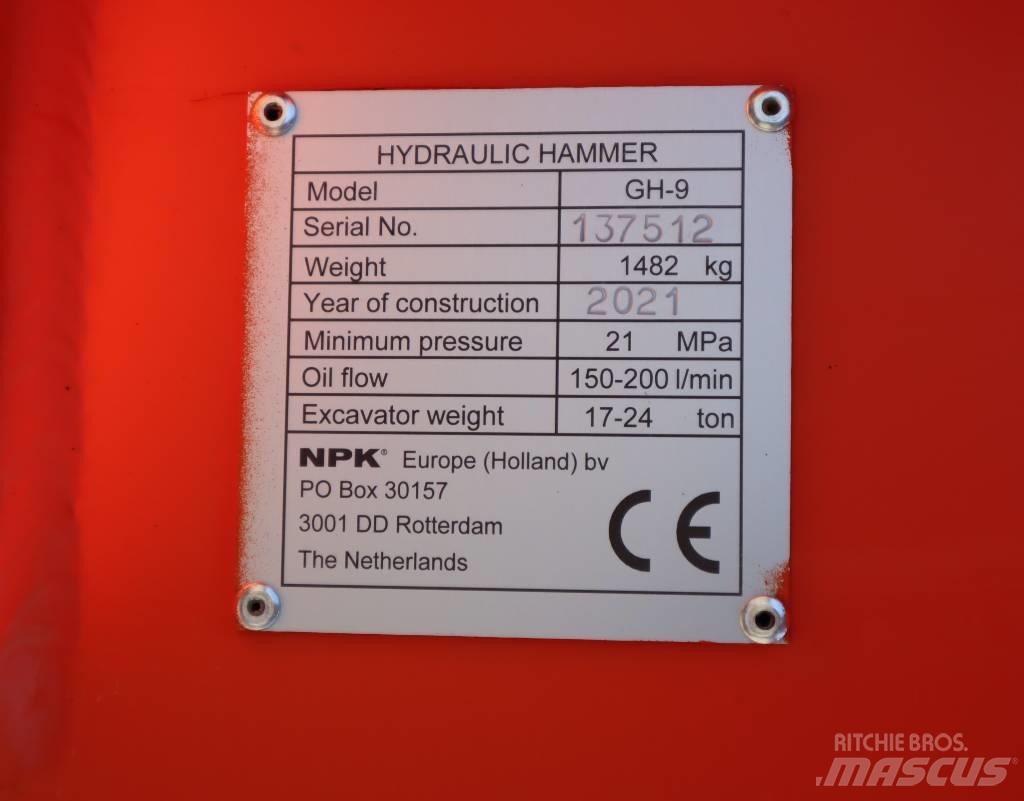 HYDRAULIC HAMMER
Model GH-9
Serial No. 137512
Weight 1482 kg
Year of construction 2021
Minimum pressure 21 MPa
Oil flow 150-200 l/min
Excavator weight 17-24 ton
NPK® Europe (Holland) bv
PO Box 30157
3001 DD Rotterdam
The Netherlands
CE
RITCHIE BROS.
MASCUS